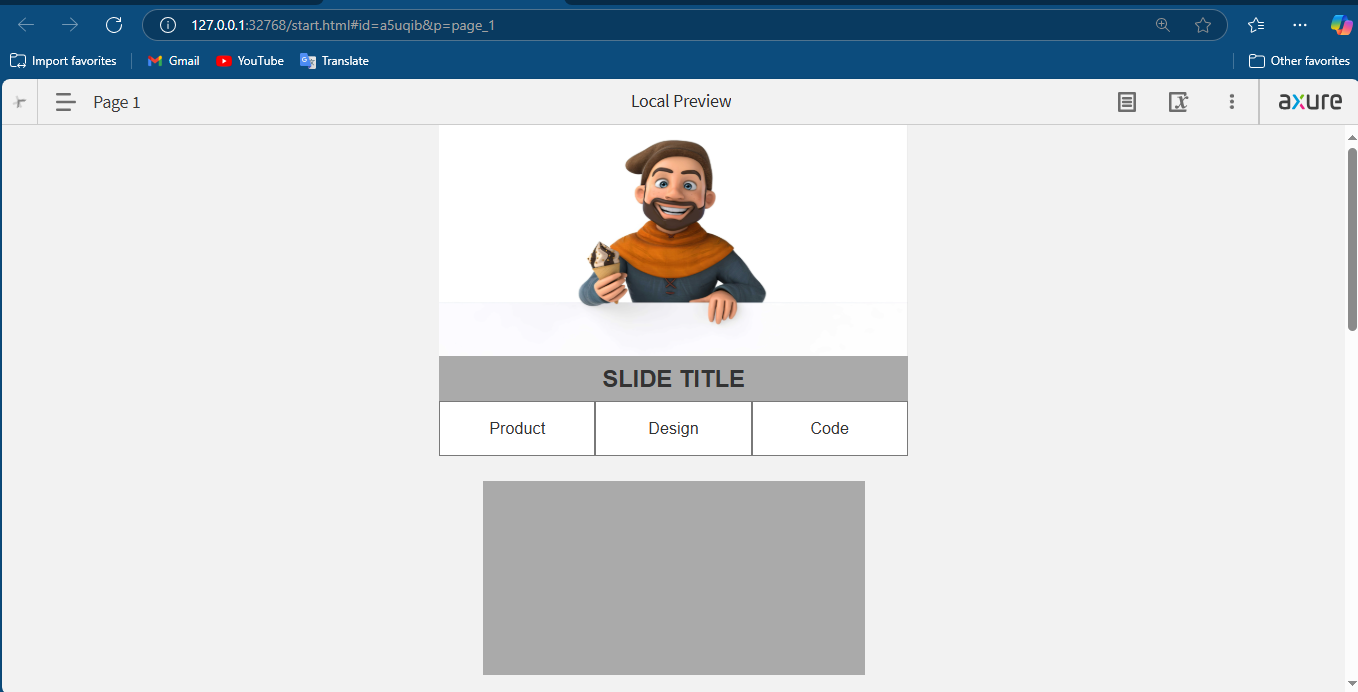 127.0.0.1:32768/start.html#id=a5uqib&p=page_1
Import favorites Gmail YouTube Translate Other favorites
Page 1 Local Preview axure
SLIDE TITLE
Product Design Code